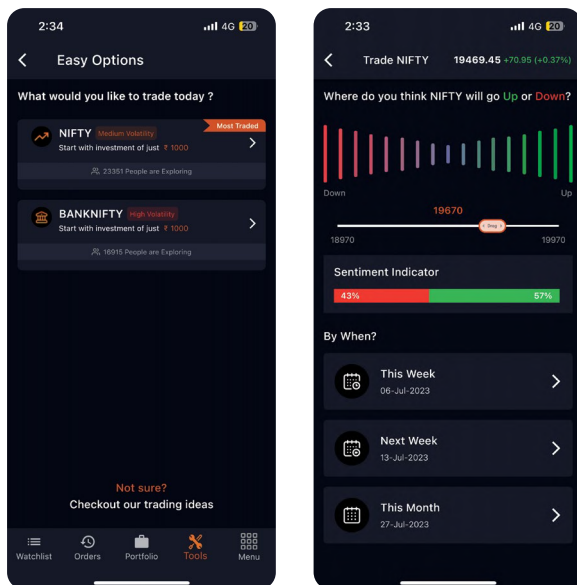 2:34
4G 20
Easy Options
What would you like to trade today ?
Most Traded
NIFTY Medium Volatility
Start with investment of just ₹ 1000
23351 People are Exploring
BANKNIFTY High Volatility
Start with investment of just ₹ 1000
16915 People are Exploring
Not sure?
Checkout our trading ideas
Watchlist Orders Portfolio Tools Menu
2:33
4G 20
Trade NIFTY 19469.45 +70.95 (+0.37%)
Where do you think NIFTY will go Up or Down?
Down Up
19670
Drag
18970 19970
Sentiment Indicator
43% 57%
By When?
This Week
06-Jul-2023
Next Week
13-Jul-2023
This Month
27-Jul-2023